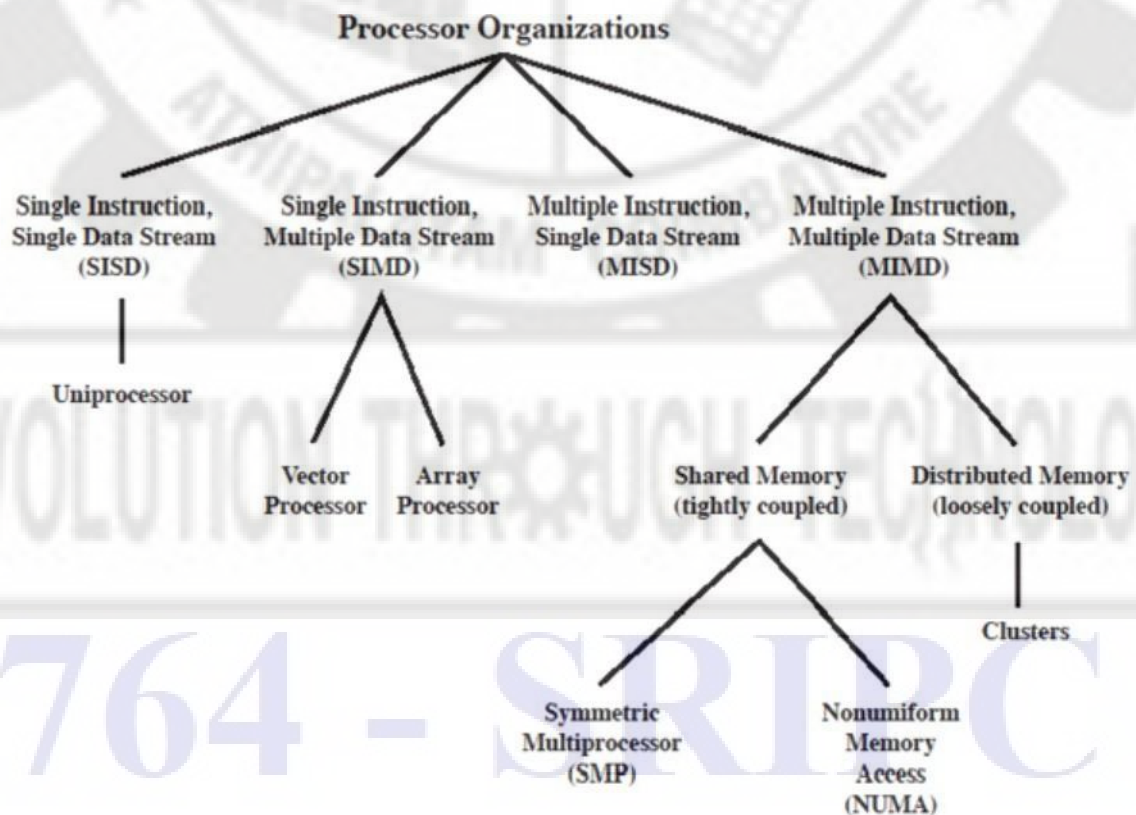 Processor Organizations
Single Instruction,
Single Data Stream
(SISD)
Single Instruction,
Multiple Data Stream
(SIMD)
Multiple Instruction,
Single Data Stream
(MISD)
Multiple Instruction,
Multiple Data Stream
(MIMD)
Uniprocessor
Vector
Processor
Array
Processor
Shared Memory
(tightly coupled)
Distributed Memory
(loosely coupled)
Clusters
Symmetric
Multiprocessor
(SMP)
Nonumiform
Memory
Access
(NUMA)
THROUGH
764 - SRIPC